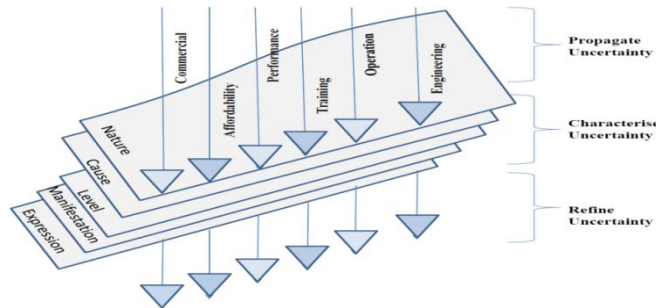 Commercial
Affordability
Performance
Training
Operation
Engineering
Nature
Cause
Level
Manifestation
Expression
Propagate
Uncertainty
Characterise
Uncertainty
Refine
Uncertainty